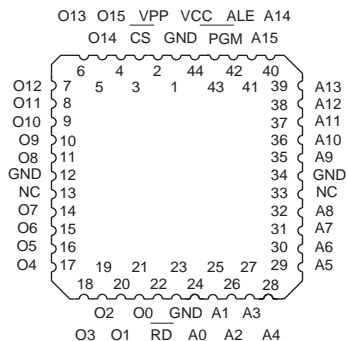 O13 O15 VPP VCC ALE A14
O14 CS GND PGM A15
6 4 2 44 42 40
5 3 1 43 41
O12 7 39 A13
O11 8 38 A12
O10 9 37 A11
O9 10 36 A10
O8 11 35 A9
GND 12 34 GND
NC 13 33 NC
O7 14 32 A8
O6 15 31 A7
O5 16 30 A6
O4 17 29 A5
19 21 23 25 27
18 20 22 24 26 28
O2 O0 GND A1 A3
O3 O1 RD A0 A2 A4